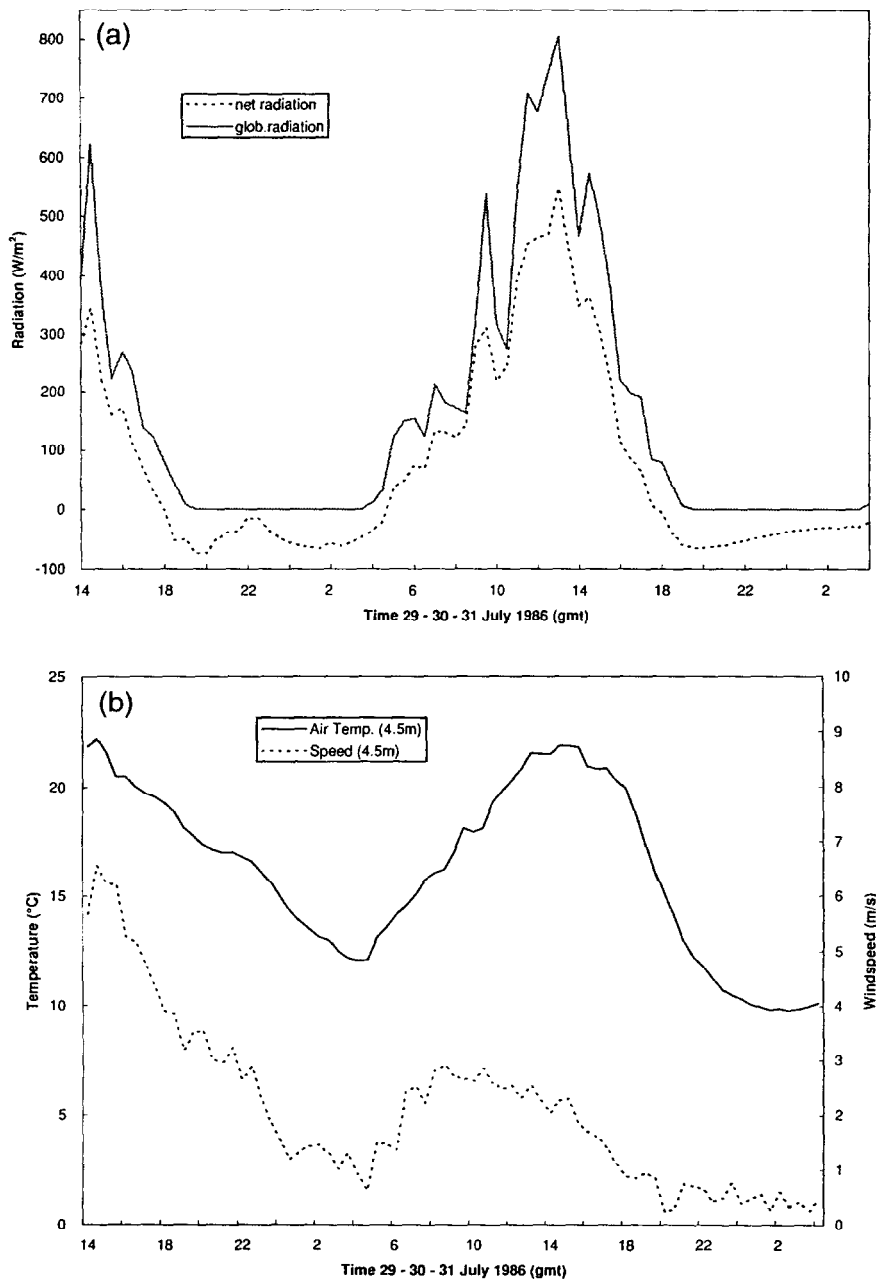 (a)
800
700
600
500
400
300
200
100
0
-100
Radiation (W/m²)
net radiation
glob.radiation
14 18 22 2 6 10 14 18 22 2
Time 29 - 30 - 31 July 1986 (gmt)
(b)
25
20
15
10
5
0
Temperature (°C)
Air Temp. (4.5m)
Speed (4.5m)
10
9
8
7
6
5
4
3
2
1
0
Windspeed (m/s)
14 18 22 2 6 10 14 18 22 2
Time 29 - 30 - 31 July 1986 (gmt)